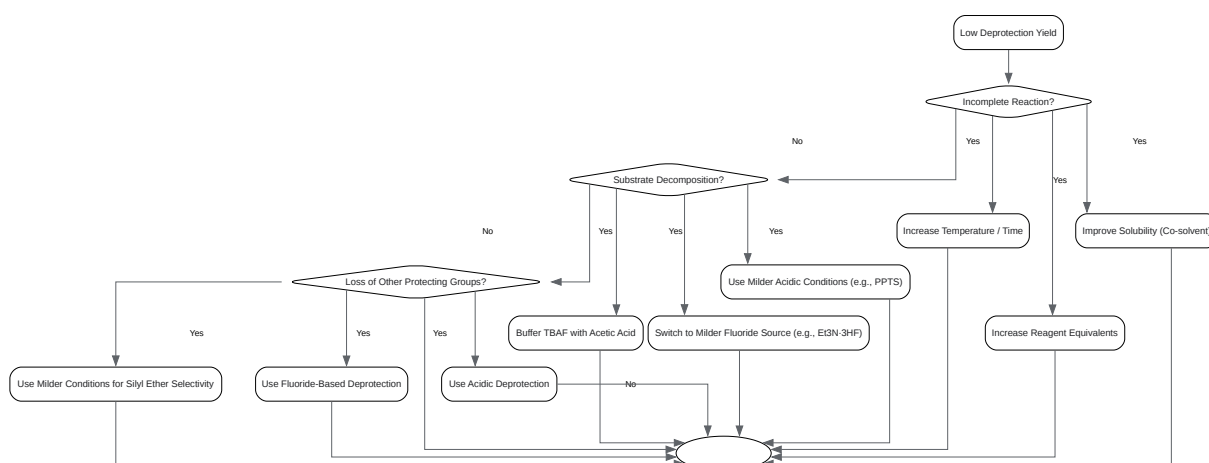 Low Deprotection Yield
Incomplete Reaction?
No
Yes
Yes
Substrate Decomposition?
Yes
Increase Temperature / Time
Improve Solubility (Co-solvent)
No
Yes
Yes
Yes
Loss of Other Protecting Groups?
Use Milder Acidic Conditions (e.g., PPTS)
Yes
Yes
Yes
Buffer TBAF with Acetic Acid
Switch to Milder Fluoride Source (e.g., Et3N·3HF)
Increase Reagent Equivalents
Use Milder Conditions for Silyl Ether Selectivity
Use Fluoride-Based Deprotection
Use Acidic Deprotection
No